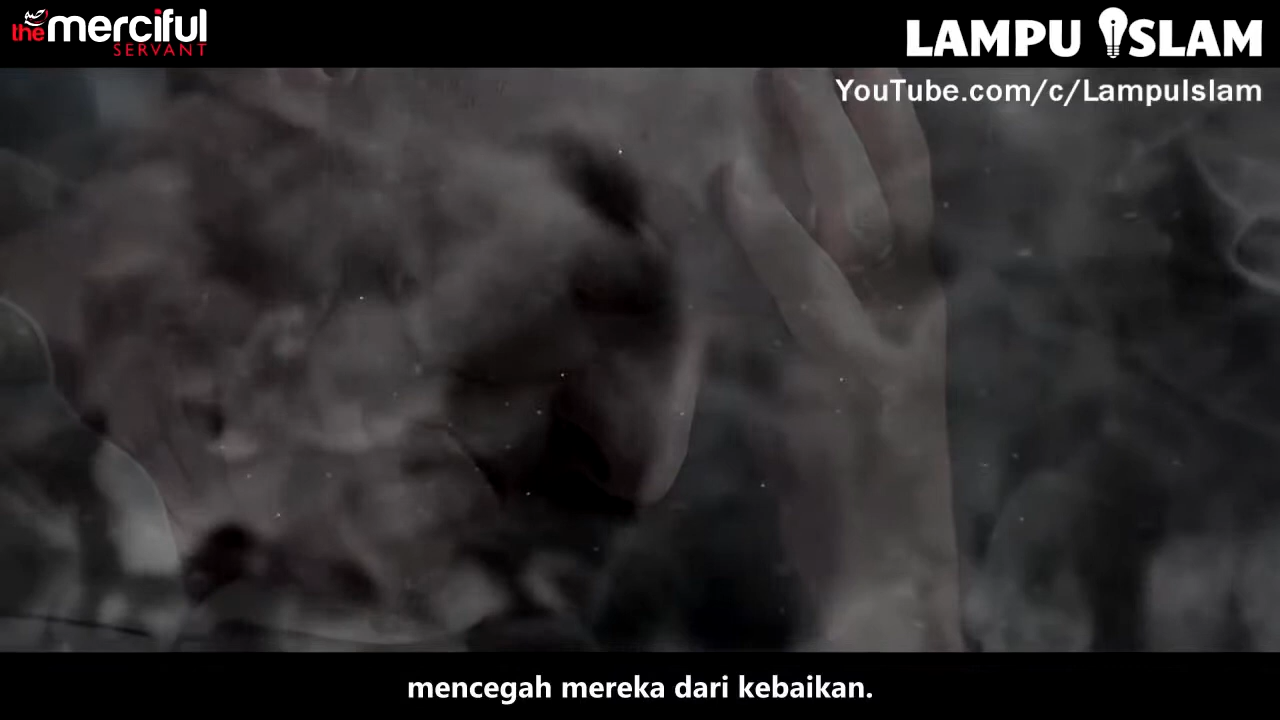 the merciful
SERVANT
LAMPU ISLAM
YouTube.com/c/LampuIslam
mencegah mereka dari kebaikan.